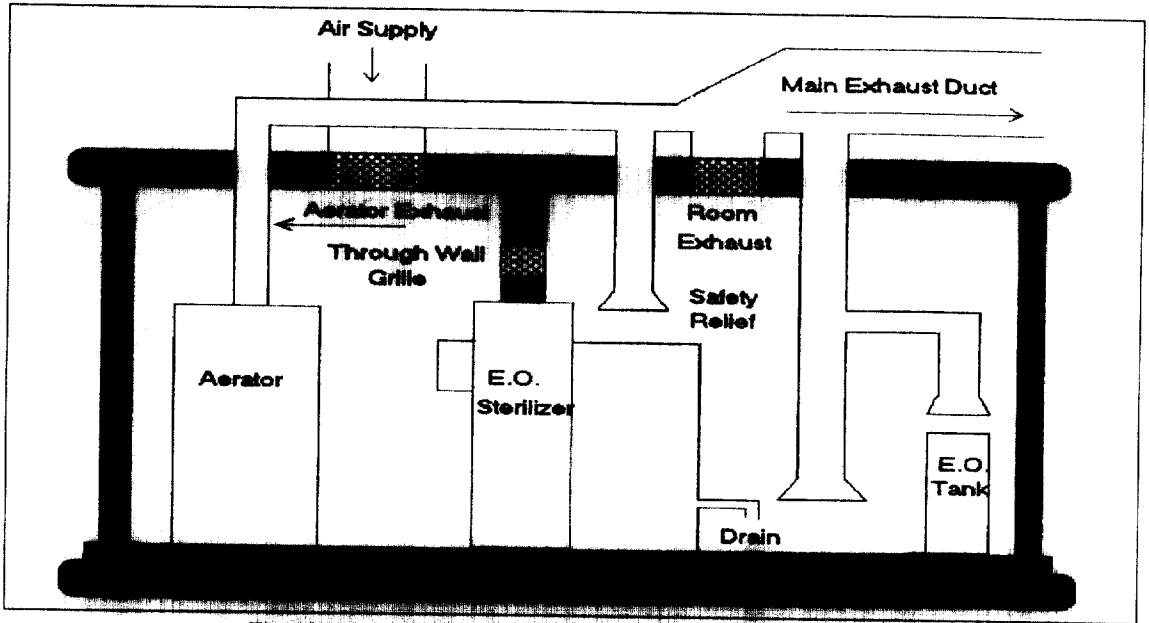 Air Supply
Main Exhaust Duct
Aerator Exhaust
Through Wall
Grille
Room
Exhaust
Safety
Relief
Aerator
E.O.
Sterilizer
E.O.
Tank
Drain